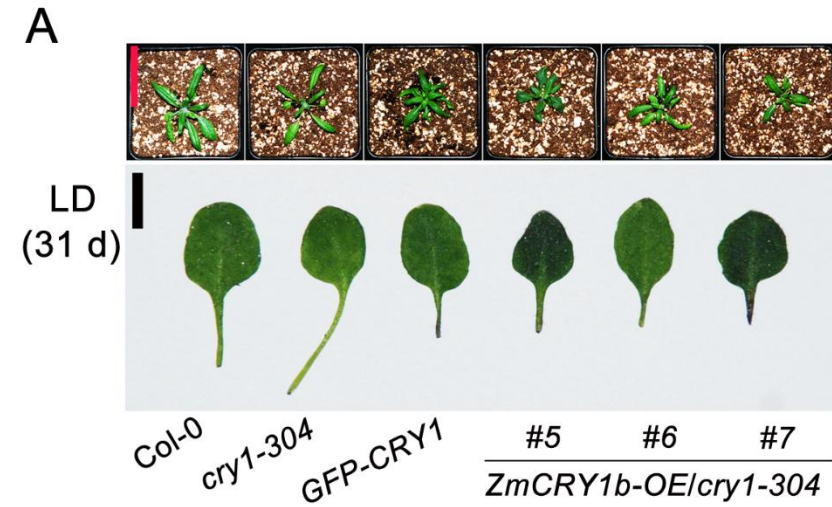 A
LD
(31 d)
Col-0
cry1-304
GFP-CRY1
#5
#6
#7
ZmCRY1b-OE/cry1-304